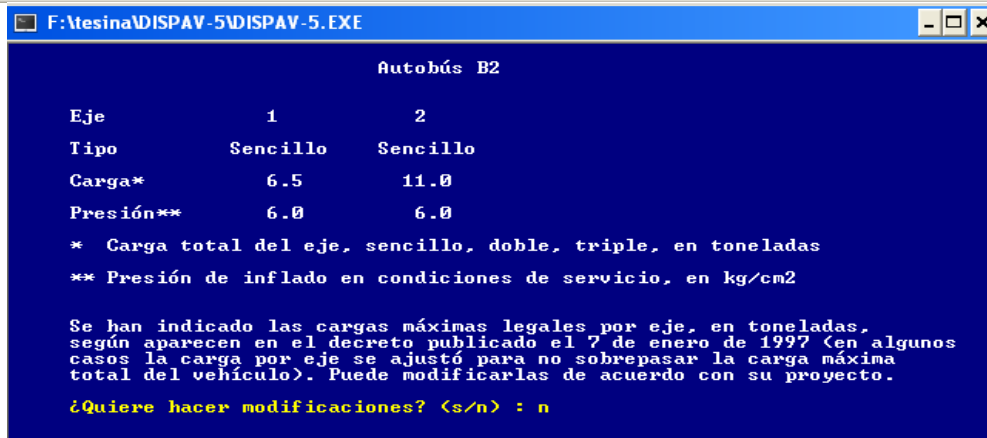 F:\tesina\DISPAV-5\DISPAV-5.EXE
Autobús B2
Eje 1 2
Tipo Sencillo Sencillo
Carga* 6.5 11.0
Presión** 6.0 6.0
* Carga total del eje, sencillo, doble, triple, en toneladas
** Presión de inflado en condiciones de servicio, en kg/cm2
Se han indicado las cargas máximas legales por eje, en toneladas,
según aparecen en el decreto publicado el 7 de enero de 1997 (en algunos
casos la carga por eje se ajustó para no sobrepasar la carga máxima
total del vehículo). Puede modificarlas de acuerdo con su proyecto.
¿Quiere hacer modificaciones? (s/n) : n